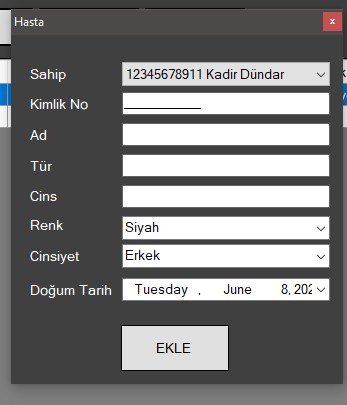 Hasta x
Sahip 12345678911 Kadir Dündar
Kimlik No ___________
Ad
Tür
Cins
Renk Siyah
Cinsiyet Erkek
Doğum Tarih Tuesday , June 8, 202
EKLE